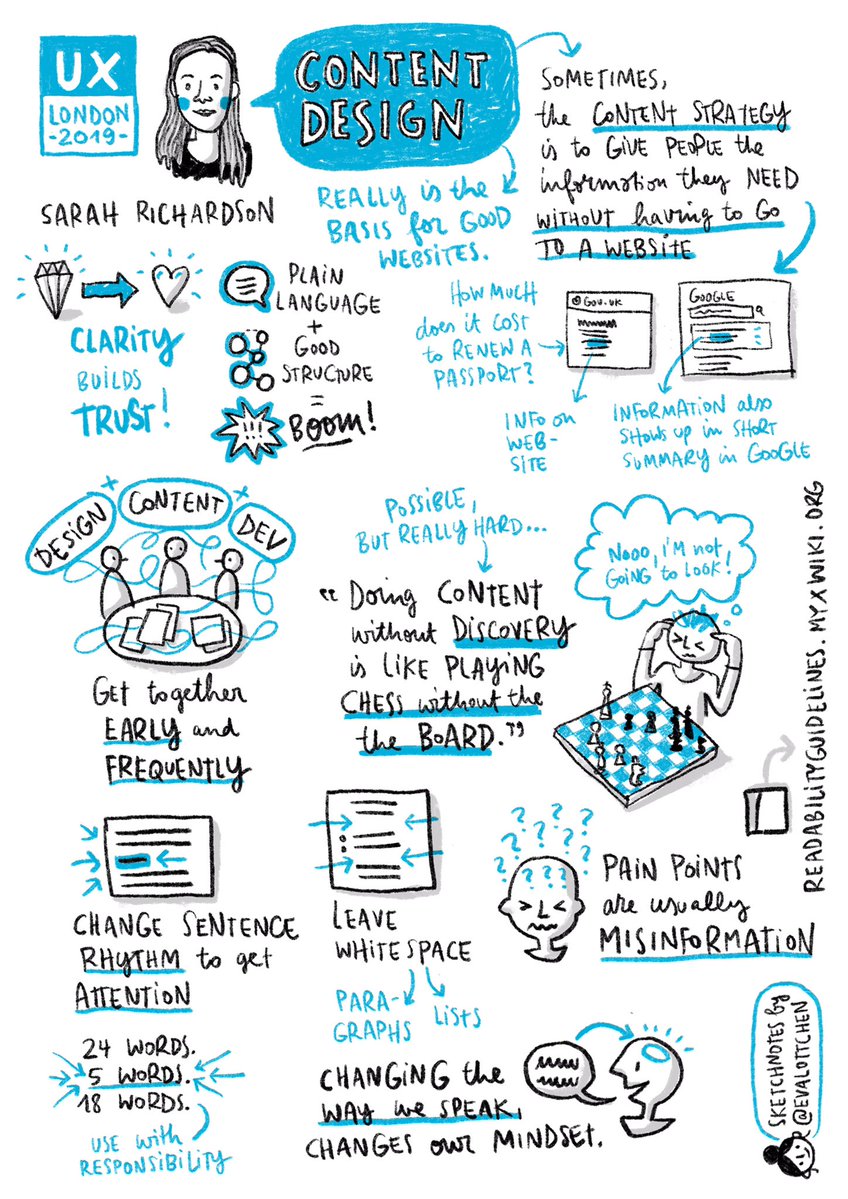 UX
LONDON
-2019-
SARAH RICHARDSON
CONTENT
DESIGN
REALLY is the
BASIS for GOOD
WEBSITES.
SOMETIMES,
the CONTENT STRATEGY
is to GIVE PEOPLE the
information they NEED
WITHOUT having to GO
TO A WEBSITE
HOW MUCH
does it COST
to RENEW A
PASSPORT?
GOV.UK
GOOGLE
INFO ON
WEB-
SITE
INFORMATION also
SHOWS UP in SHORT
SUMMARY in GOOGLE
CLARITY
BUILDS
TRUST!
PLAIN
LANGUAGE
+
GOOD
STRUCTURE
=
!!!
BOOM!
DESIGN
×
CONTENT
×
DEV
GET together
EARLY and
FREQUENTLY
POSSIBLE,
BUT REALLY HARD...
"DOING CONTENT
without DISCOVERY
is LIKE PLAYING
CHESS without the
the BOARD."
Nooo, i'm not
GOING to LOOK!
READABILITYGUIDELINES.MYXWIKI.ORG
CHANGE SENTENCE
RHYTHM to get
ATTENTION
24 WORDS.
5 WORDS.
18 WORDS.
USE with
RESPONSIBILITY
LEAVE
WHITESPACE
PARA-
GRAPHS
LISTS
? ? ? ? ? ? ? ? ? ? ?
PAIN POINTS
are usually
MISINFORMATION
CHANGING the
WAY we SPEAK,
CHANGES OUR MINDSET.
SKETCHNOTES by
@EVALOTTCHEN